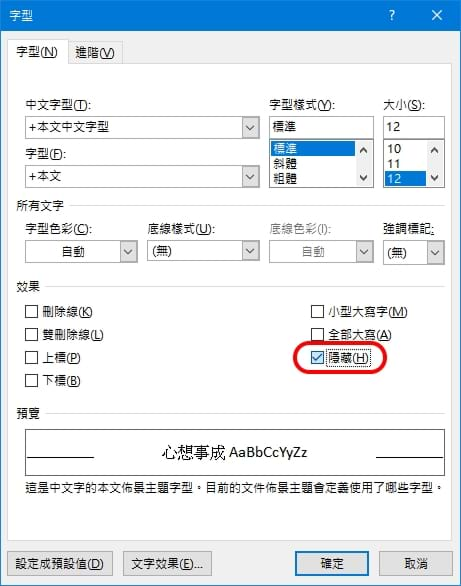 字型
字型(N) 進階(V)
中文字型(T): 字型樣式(Y): 大小(S):
+本文中文字型 標準 12
標準 10
斜體 11
粗體 12
字型(F):
+本文
所有文字
字型色彩(C): 底線樣式(U): 底線色彩(I): 強調標記:
自動 (無) 自動 (無)
效果
刪除線(K) 小型大寫字(M)
雙刪除線(L) 全部大寫(A)
上標(P) 隱藏(H)
下標(B)
預覽
心想事成 AaBbCcYyZz
這是中文字的本文佈景主題字型。目前的文件佈景主題會定義使用了哪些字型。
設定成預設值(D) 文字效果(E)... 確定 取消